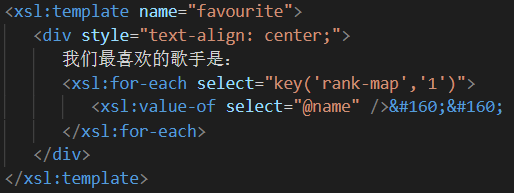 <xsl:template name="favourite">
<div style="text-align: center;">
我们最喜欢的歌手是：
<xsl:for-each select="key('rank-map','1')">
<xsl:value-of select="@name" />&#160;&#160;
</xsl:for-each>
</div>
</xsl:template>